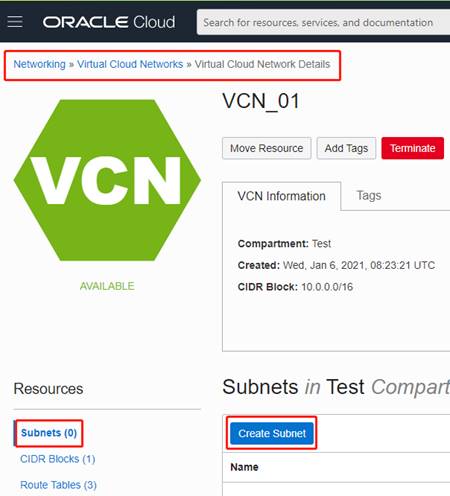 ORACLE Cloud
Search for resources, services, and documentation
Networking » Virtual Cloud Networks » Virtual Cloud Network Details
VCN
AVAILABLE
VCN_01
Move Resource
Add Tags
Terminate
VCN Information
Tags
Compartment: Test
Created: Wed, Jan 6, 2021, 08:23:21 UTC
CIDR Block: 10.0.0.0/16
Resources
Subnets (0)
CIDR Blocks (1)
Route Tables (3)
Subnets in Test Compart
Create Subnet
Name